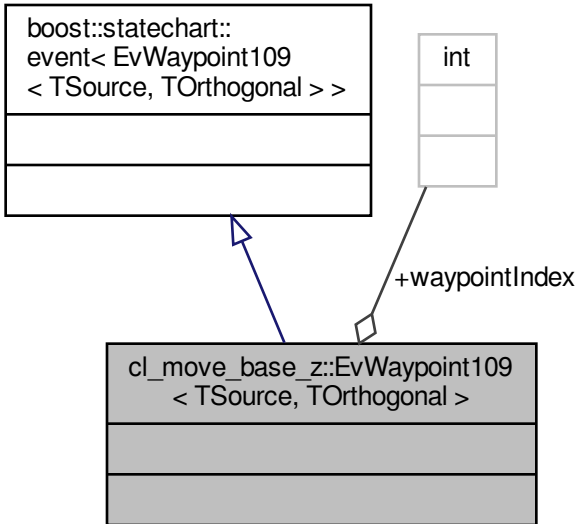 boost::statechart::
event< EvWaypoint109
< TSource, TOrthogonal > >
int
+waypointIndex
cl_move_base_z::EvWaypoint109
< TSource, TOrthogonal >